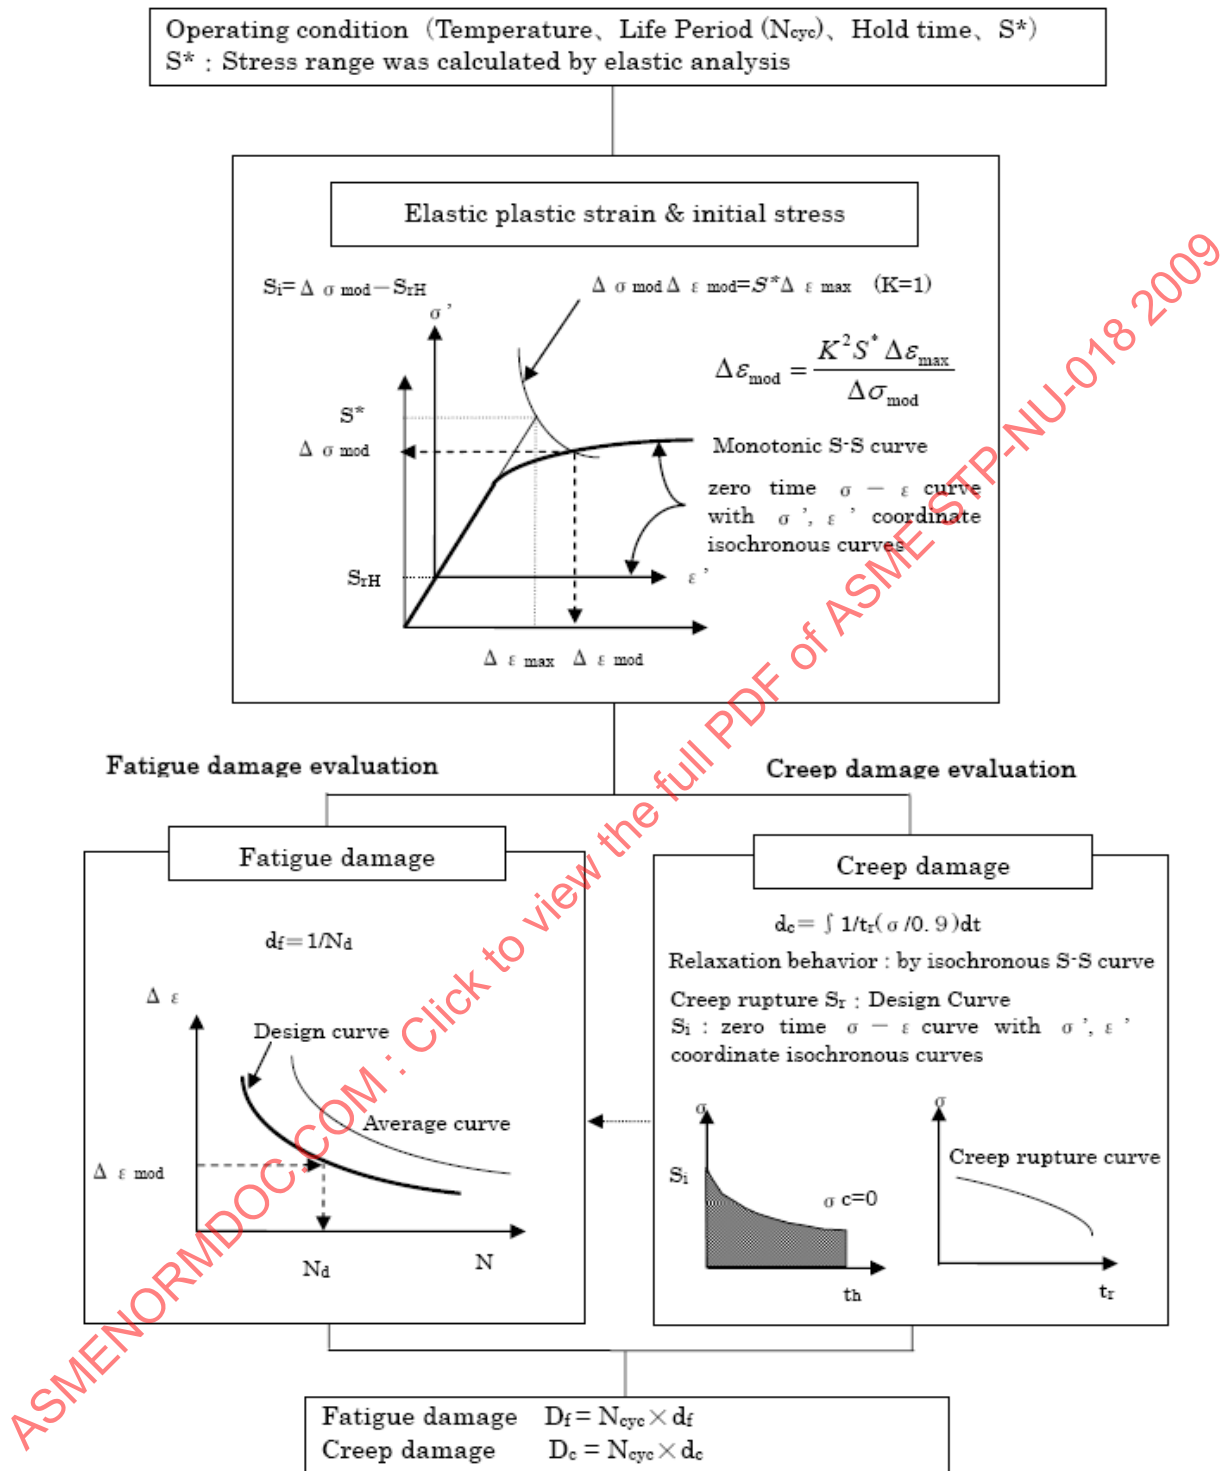 Operating condition (Temperature、Life Period (Ncyc)、Hold time、S*)
S* : Stress range was calculated by elastic analysis
Elastic plastic strain & initial stress
Si=Δσmod−SrH
ΔσmodΔεmod=S*Δεmax (K=1)
σ'
Δεmod = K²S*Δεmax / Δσmod
S*
Δσmod
Monotonic S-S curve
zero time σ − ε curve
with σ', ε' coordinate
isochronous curves
SrH
ε'
Δεmax Δεmod
Fatigue damage evaluation
Creep damage evaluation
Fatigue damage
df=1/Nd
Δε
Design curve
Average curve
Δεmod
Nd
N
Creep damage
dc=∫1/tr(σ/0.9)dt
Relaxation behavior : by isochronous S-S curve
Creep rupture Sr : Design Curve
Si : zero time σ − ε curve with σ', ε'
coordinate isochronous curves
σ
Si
σc=0
th
σ
Creep rupture curve
tr
Fatigue damage Df=Ncyc×df
Creep damage Dc=Ncyc×dc
ASMENORMDOC.COM : Click to view the full PDF of ASME STP-NU-018 2009